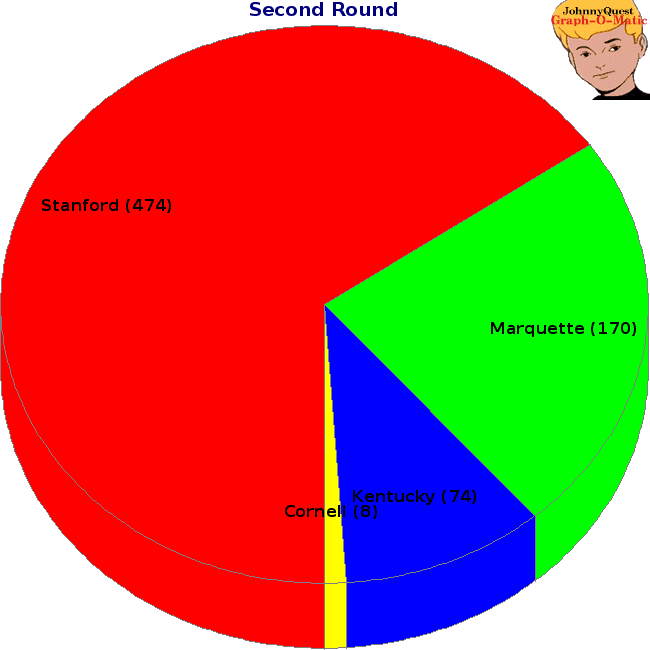 Second Round
JohnnyQuest
Graph-O-Matic
Stanford (474)
Marquette (170)
Kentucky (74)
Cornell (8)